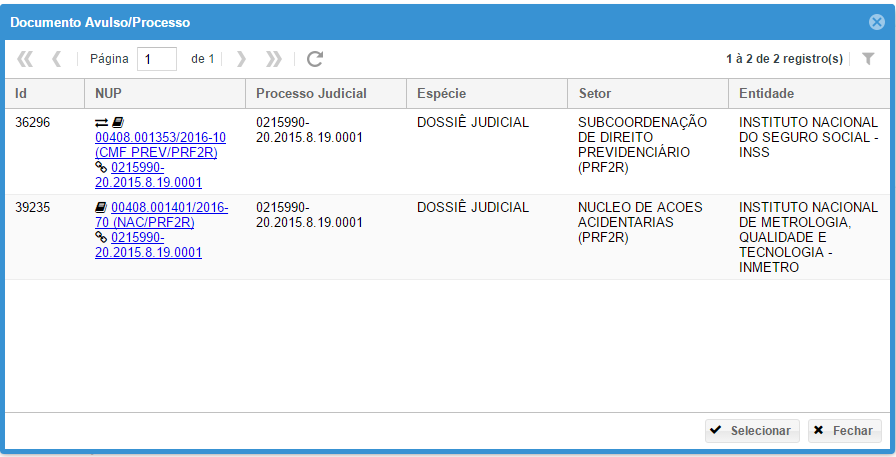 Documento Avulso/Processo
Página 1 de 1
1 à 2 de 2 registro(s)
Id NUP Processo Judicial Espécie Setor Entidade
36296
00408.001353/2016-10
(CMF PREV/PRF2R)
0215990-
20.2015.8.19.0001
0215990-
20.2015.8.19.0001
DOSSIÊ JUDICIAL
SUBCOORDENAÇÃO
DE DIREITO
PREVIDENCIÁRIO
(PRF2R)
INSTITUTO NACIONAL
DO SEGURO SOCIAL -
INSS
39235
00408.001401/2016-
70 (NAC/PRF2R)
0215990-
20.2015.8.19.0001
0215990-
20.2015.8.19.0001
DOSSIÊ JUDICIAL
NUCLEO DE ACOES
ACIDENTARIAS
(PRF2R)
INSTITUTO NACIONAL
DE METROLOGIA,
QUALIDADE E
TECNOLOGIA -
INMETRO
Selecionar Fechar